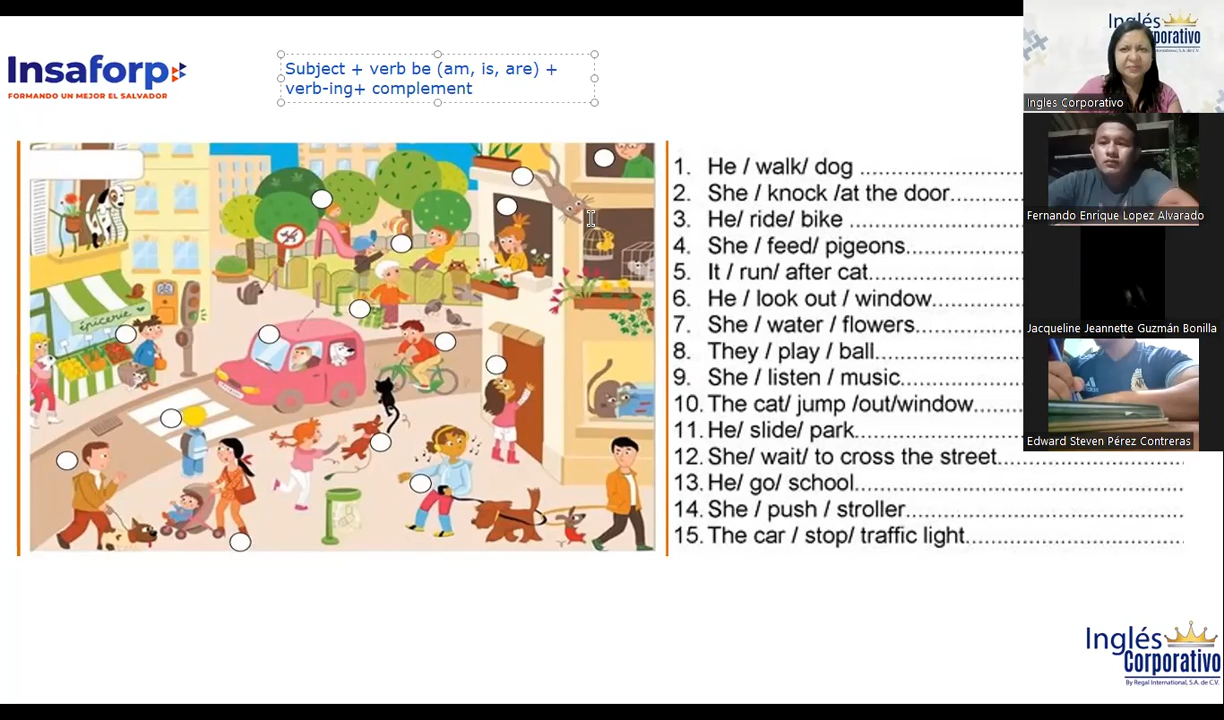 Insaforp
FORMANDO UN MEJOR EL SALVADOR
Subject + verb be (am, is, are) +
verb-ing+ complement
épicerie
1. He / walk/ dog ........................
2. She / knock /at the door..............
3. He/ ride/ bike ..........................
4. She / feed/ pigeons...................
5. It / run/ after cat.......................
6. He / look out / window..............
7. She / water / flowers................
8. They / play / ball......................
9. She / listen / music...................
10. The cat/ jump /out/window........
11. He/ slide/ park..........................
12. She/ wait/ to cross the street.............................
13. He/ go/ school....................................................
14. She / push / stroller............................................
15. The car / stop/ traffic light...................................
Inglés
Corporativo
Ingles Corporativo
Fernando Enrique Lopez Alvarado
Jacqueline Jeannette Guzmán Bonilla
Edward Steven Pérez Contreras
Inglés
Corporativo
By Regal International, S.A. de C.V.